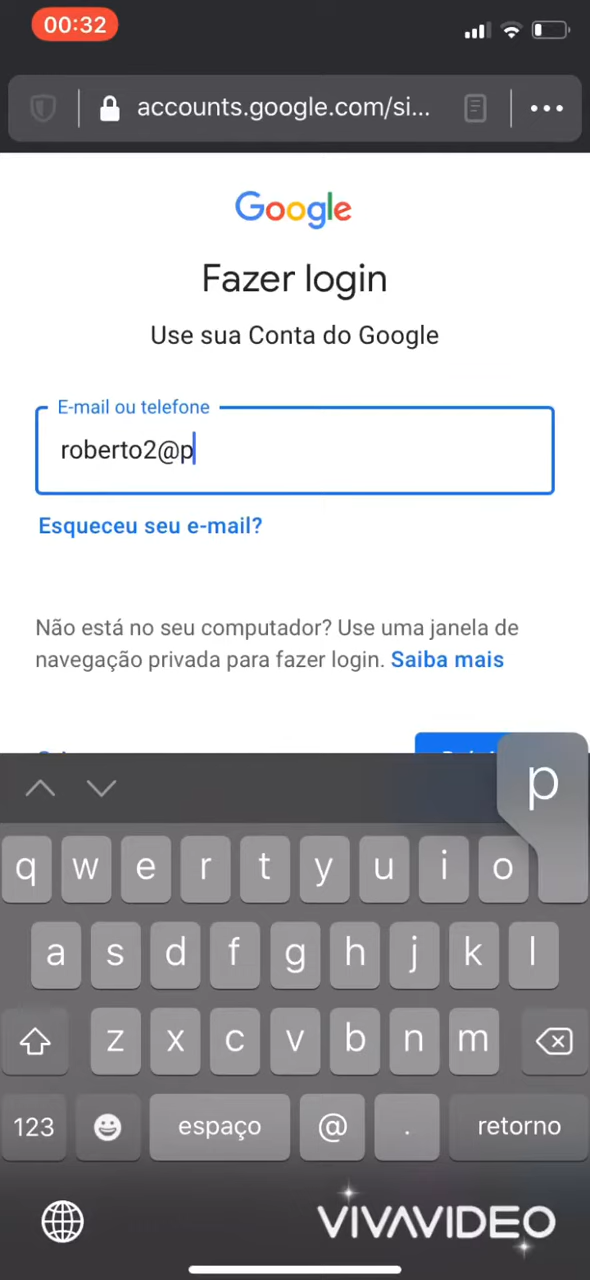 00:32
accounts.google.com/si...
Google
Fazer login
Use sua Conta do Google
E-mail ou telefone
roberto2@p
Esqueceu seu e-mail?
Não está no seu computador? Use uma janela de
navegação privada para fazer login. Saiba mais
p
q w e r t y u i o
a s d f g h j k l
z x c v b n m
123 espaço @ . retorno
VIVAVIDEO